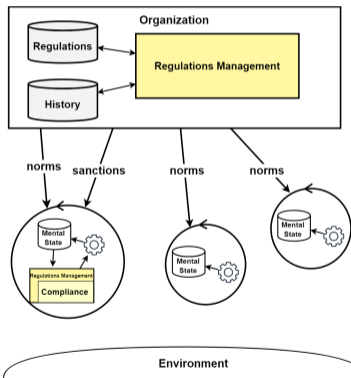 Organization
Regulations
Regulations Management
History
norms
sanctions
norms
norms
Mental
State
Regulations Management
Compliance
Mental
State
Mental
State
Environment